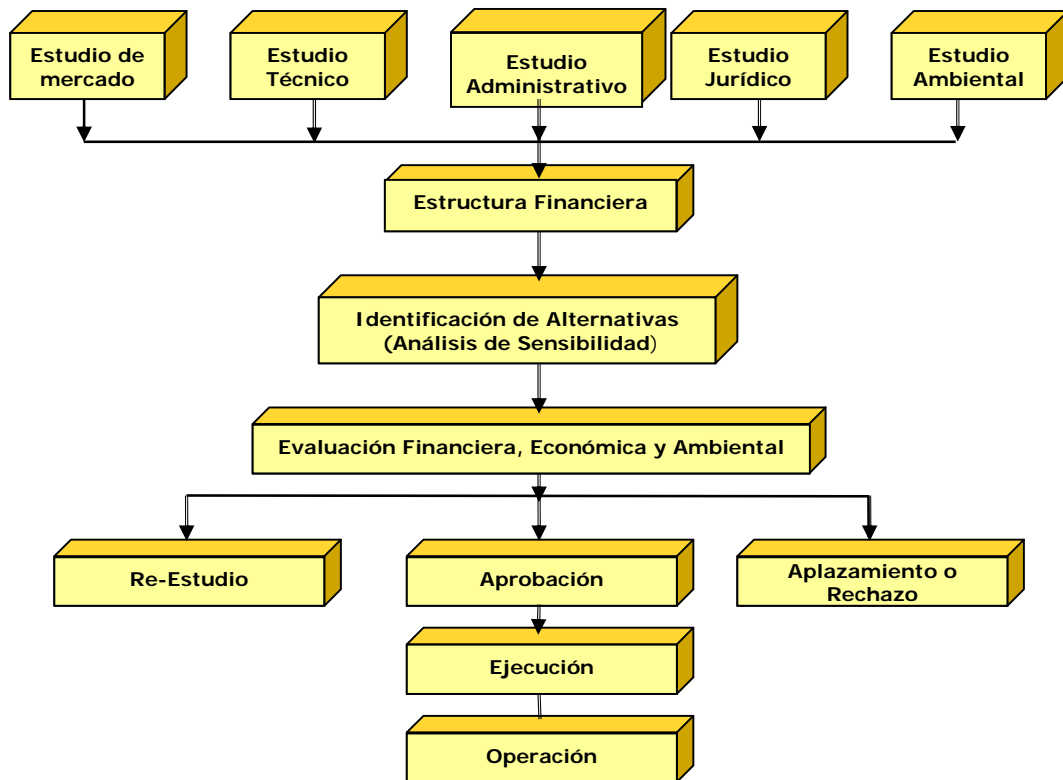 Estudio de
mercado
Estudio
Técnico
Estudio
Administrativo
Estudio
Jurídico
Estudio
Ambiental
Estructura Financiera
Identificación de Alternativas
(Análisis de Sensibilidad)
Evaluación Financiera, Económica y Ambiental
Re-Estudio
Aprobación
Aplazamiento o
Rechazo
Ejecución
Operación